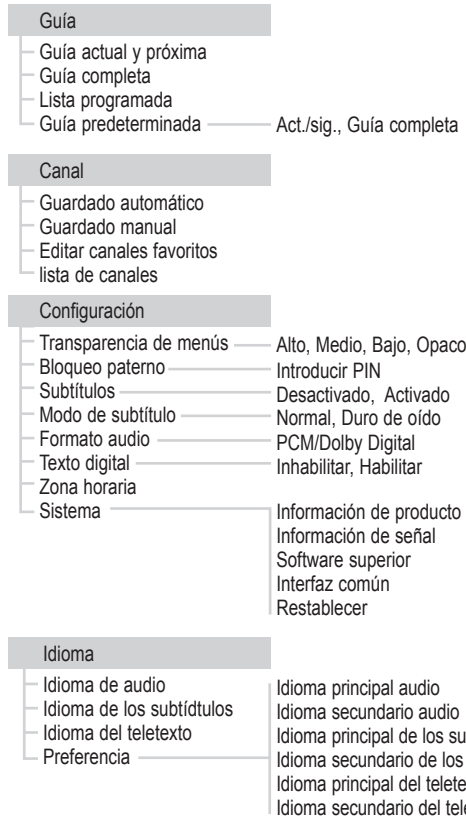 Guía
Guía actual y próxima
Guía completa
Lista programada
Guía predeterminada Act./sig., Guía completa
Canal
Guardado automático
Guardado manual
Editar canales favoritos
lista de canales
Configuración
Transparencia de menús Alto, Medio, Bajo, Opaco
Bloqueo paterno Introducir PIN
Subtítulos Desactivado, Activado
Modo de subtítulo Normal, Duro de oído
Formato audio PCM/Dolby Digital
Texto digital Inhabilitar, Habilitar
Zona horaria
Sistema Información de producto
Información de señal
Software superior
Interfaz común
Restablecer
Idioma
Idioma de audio Idioma principal audio
Idioma de los subtídtulos Idioma secundario audio
Idioma del teletexto Idioma principal de los
Preferencia Idioma secundario de los
Idioma principal del
Idioma secundario del